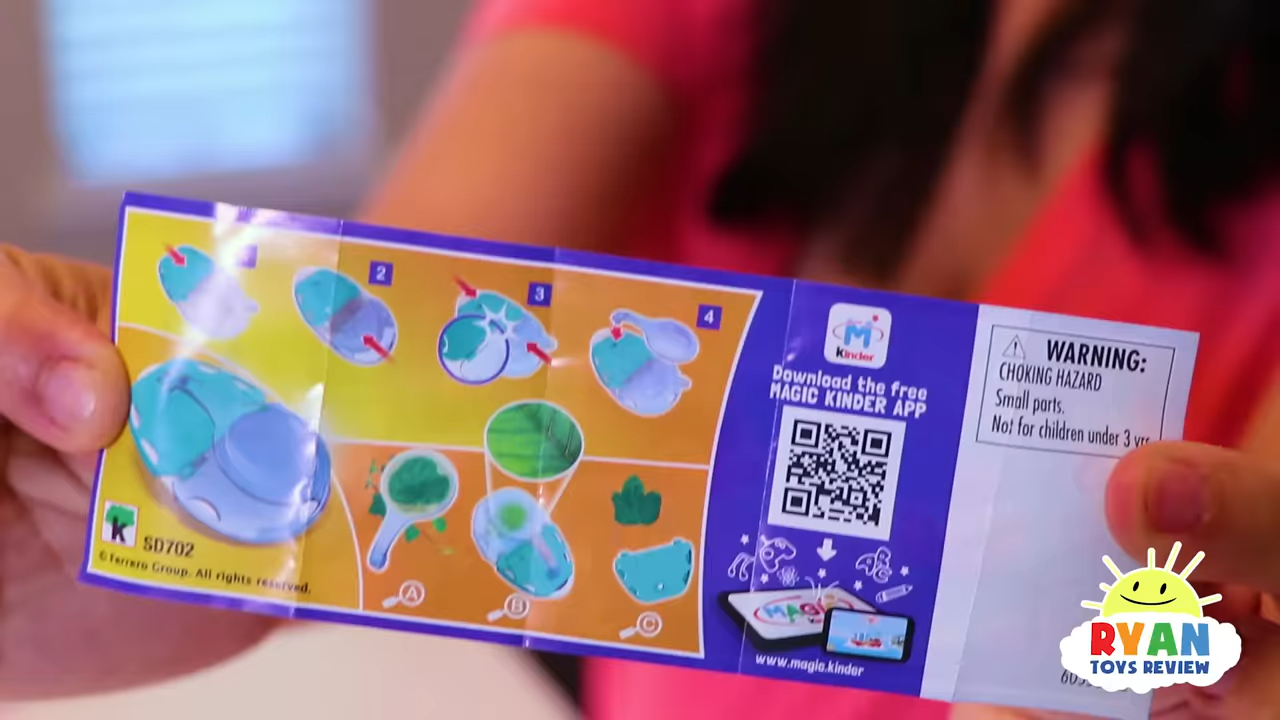 2
3
4
SD702
© Ferrero Group. All rights reserved.
A
B
C
M
Kinder
Download the free
MAGIC KINDER APP
MAGIC
www.magic.kinder
WARNING:
CHOKING HAZARD
Small parts.
Not for children under 3 yrs
K
RYAN
TOYS REVIEW